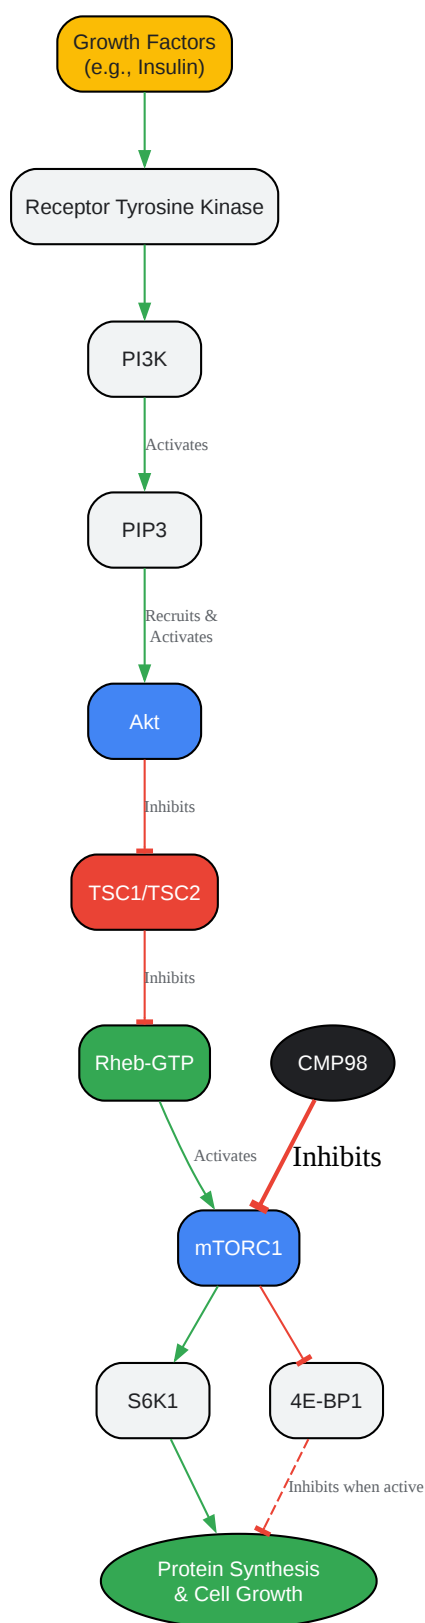 Growth Factors
(e.g., Insulin)
Receptor Tyrosine Kinase
PI3K
Activates
PIP3
Recruits &
Activates
Akt
Inhibits
TSC1/TSC2
Inhibits
Rheb-GTP
CMP98
Activates
Inhibits
mTORC1
S6K1
4E-BP1
Inhibits when active
Protein Synthesis
& Cell Growth